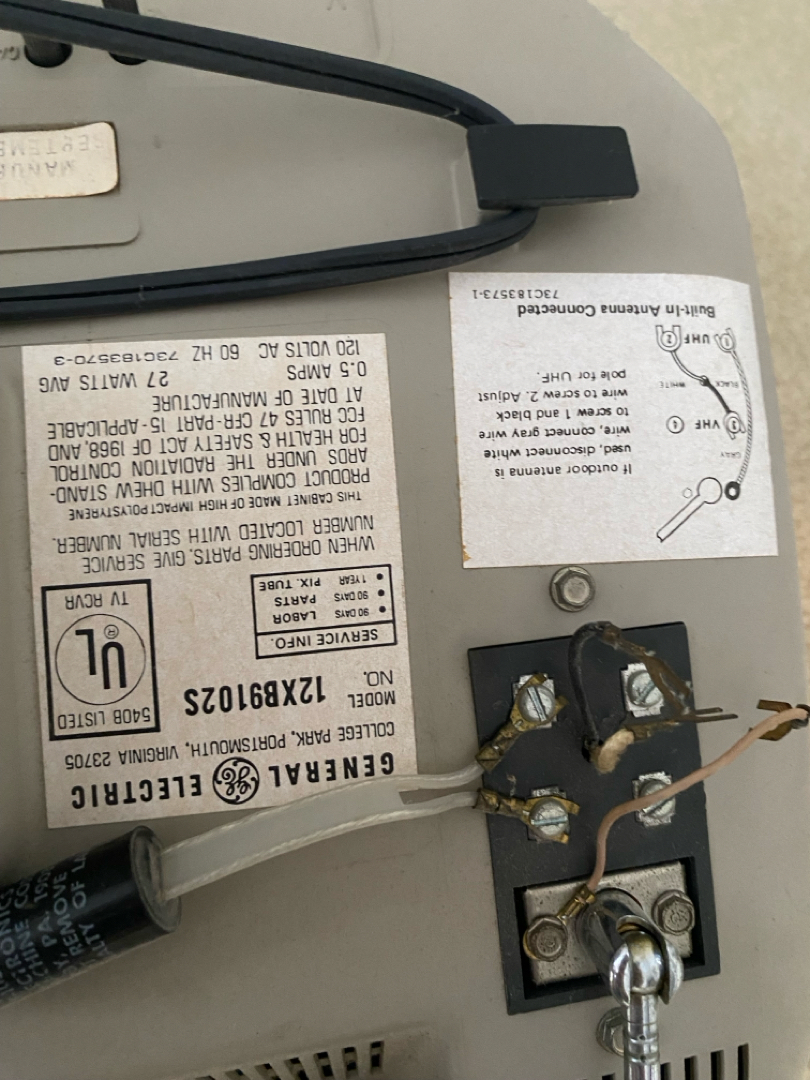 GENERAL ELECTRIC
COLLEGE PARK, PORTSMOUTH, VIRGINIA 23705
MODEL NO. 12XB9102S
540B LISTED
UL ®
TV RCVR
SERVICE INFO.
90 DAYS LABOR
90 DAYS PARTS
1 YEAR PIX. TUBE
WHEN ORDERING PARTS, GIVE SERVICE
NUMBER LOCATED WITH SERIAL NUMBER.
THIS CABINET MADE OF HIGH IMPACT POLYSTYRENE
PRODUCT COMPLIES WITH DHEW STAND-
ARDS UNDER THE RADIATION CONTROL
FOR HEALTH & SAFETY ACT OF 1968, AND
FCC RULES 47 CFR-PART 15-APPLICABLE
AT DATE OF MANUFACTURE
0.5 AMPS 27 WATTS AVG
120 VOLTS AC 60 HZ 73C183570-3
If outdoor antenna is
used, disconnect white
wire, connect gray wire
to screw 1 and black
wire to screw 2. Adjust
pole for UHF.
GRAY
3 VHF 4
BLACK WHITE
1 UHF 2
Built-In Antenna Connected
73C183573-1
MANU
SEPTEMB